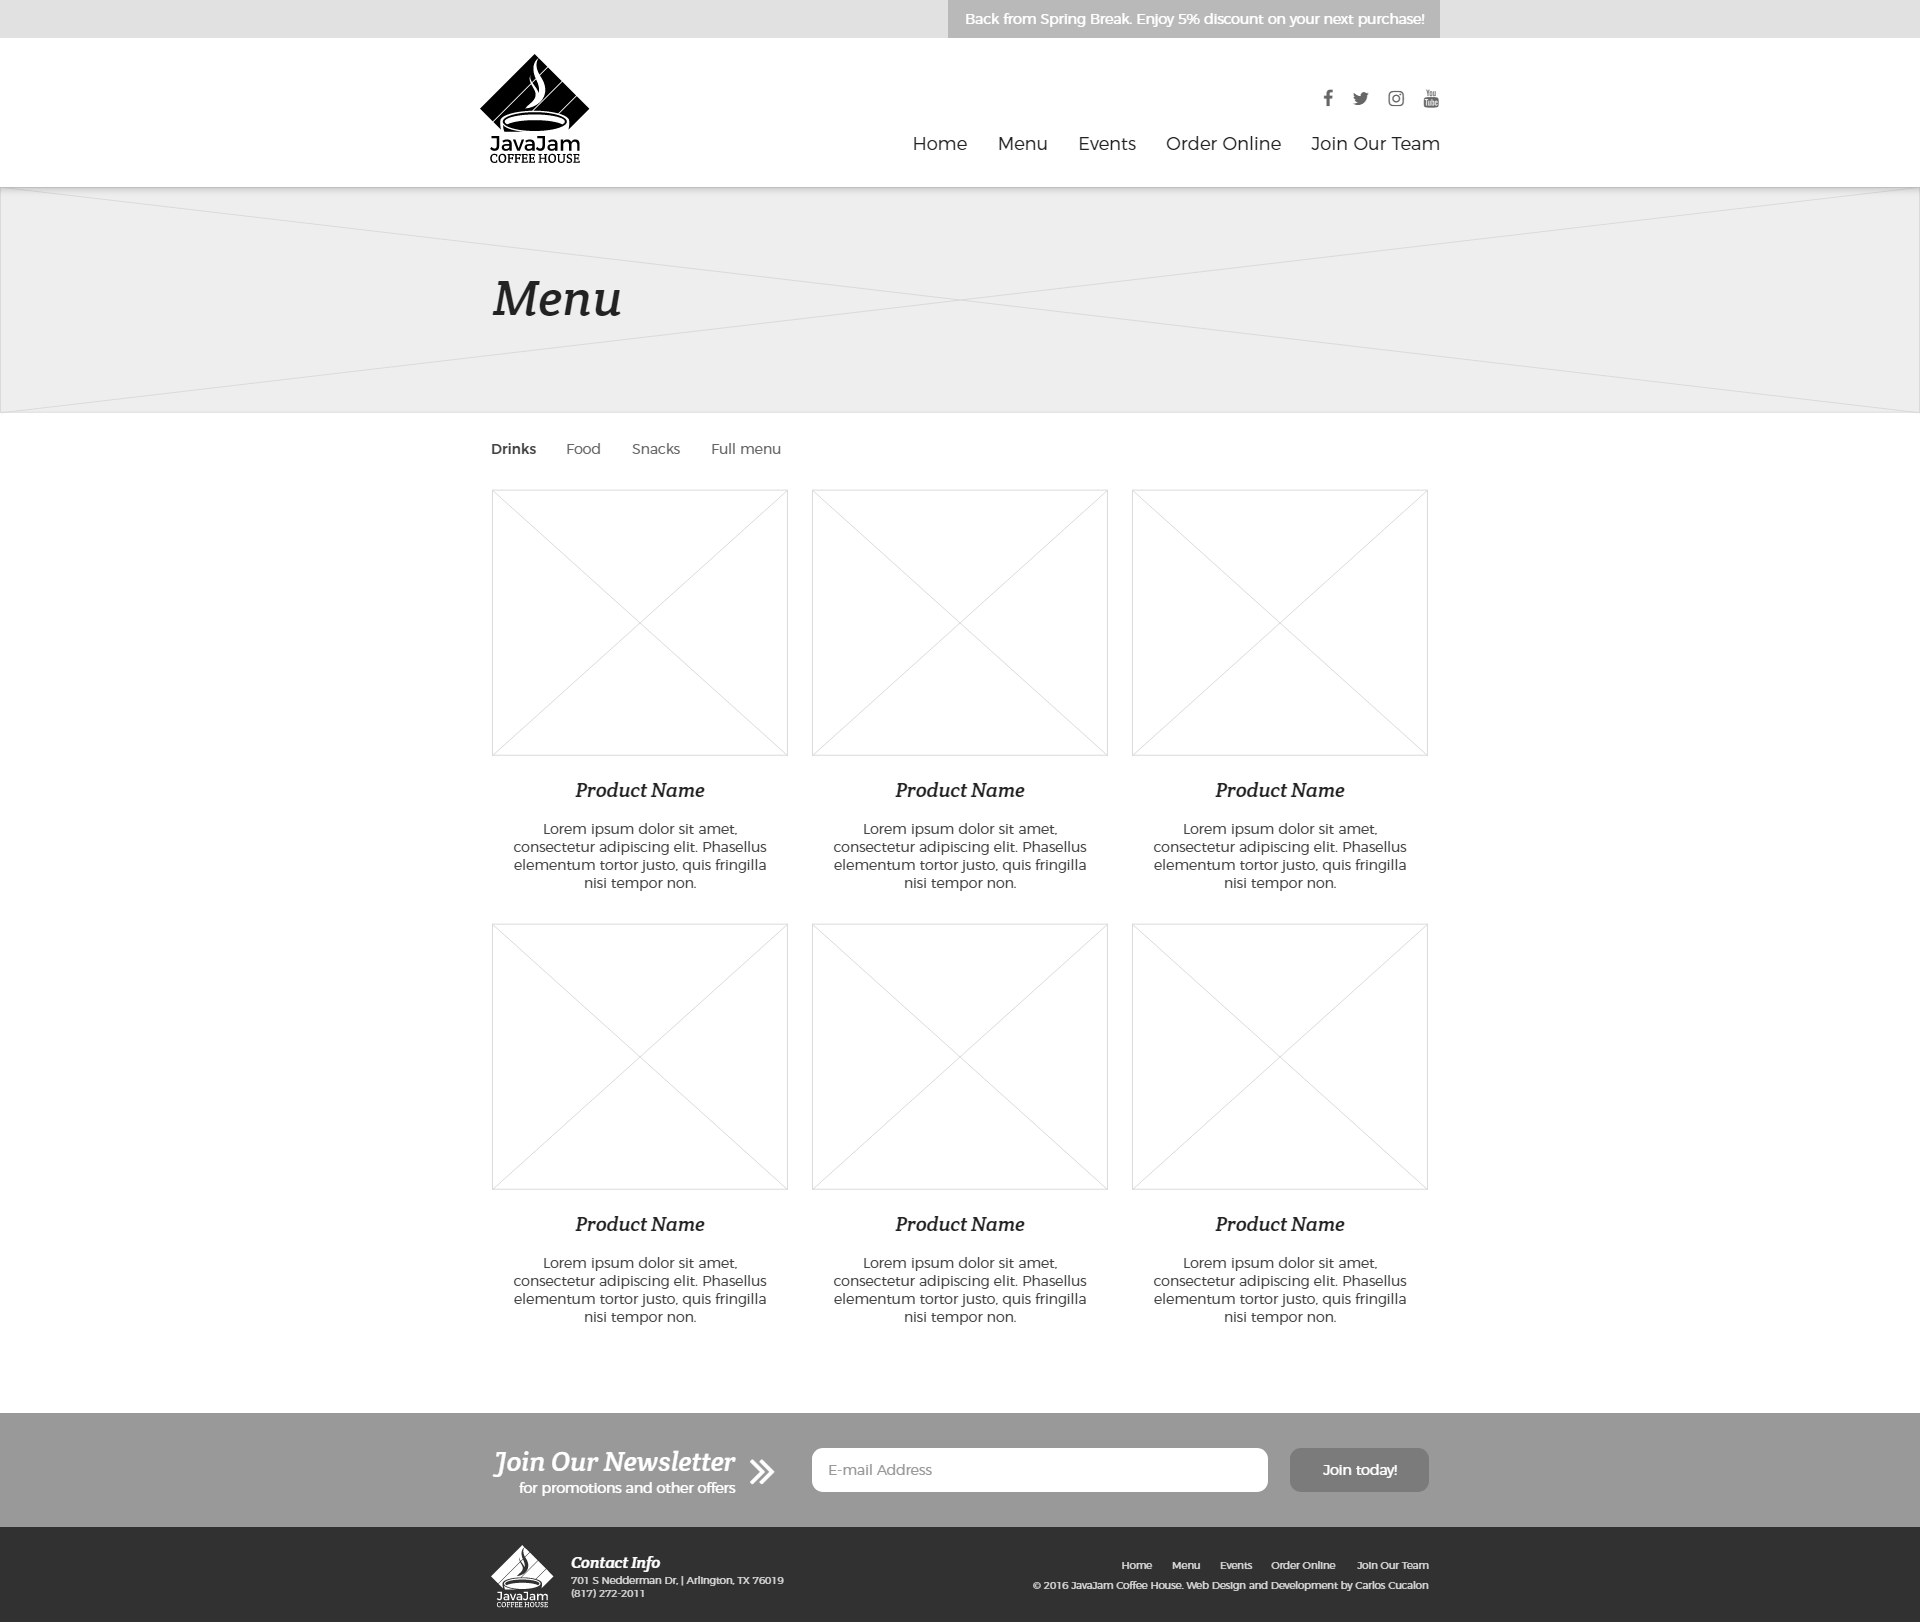 Back from Spring Break. Enjoy 5% discount on your next purchase!
JavaJam
COFFEE HOUSE
You
Tube
Home Menu Events Order Online Join Our Team
Menu
Drinks Food Snacks Full menu
Product Name
Lorem ipsum dolor sit amet,
consectetur adipiscing elit. Phasellus
elementum tortor justo, quis fringilla
nisi tempor non.
Product Name
Lorem ipsum dolor sit amet,
consectetur adipiscing elit. Phasellus
elementum tortor justo, quis fringilla
nisi tempor non.
Product Name
Lorem ipsum dolor sit amet,
consectetur adipiscing elit. Phasellus
elementum tortor justo, quis fringilla
nisi tempor non.
Product Name
Lorem ipsum dolor sit amet,
consectetur adipiscing elit. Phasellus
elementum tortor justo, quis fringilla
nisi tempor non.
Product Name
Lorem ipsum dolor sit amet,
consectetur adipiscing elit. Phasellus
elementum tortor justo, quis fringilla
nisi tempor non.
Product Name
Lorem ipsum dolor sit amet,
consectetur adipiscing elit. Phasellus
elementum tortor justo, quis fringilla
nisi tempor non.
Join Our Newsletter
for promotions and other offers
E-mail Address
Join today!
JavaJam
COFFEE HOUSE
Contact Info
701 S Nedderman Dr, | Arlington, TX 76019
(817) 272-2011
Home Menu Events Order Online Join Our Team
© 2016 JavaJam Coffee House. Web Design and Development by Carlos Cucalon